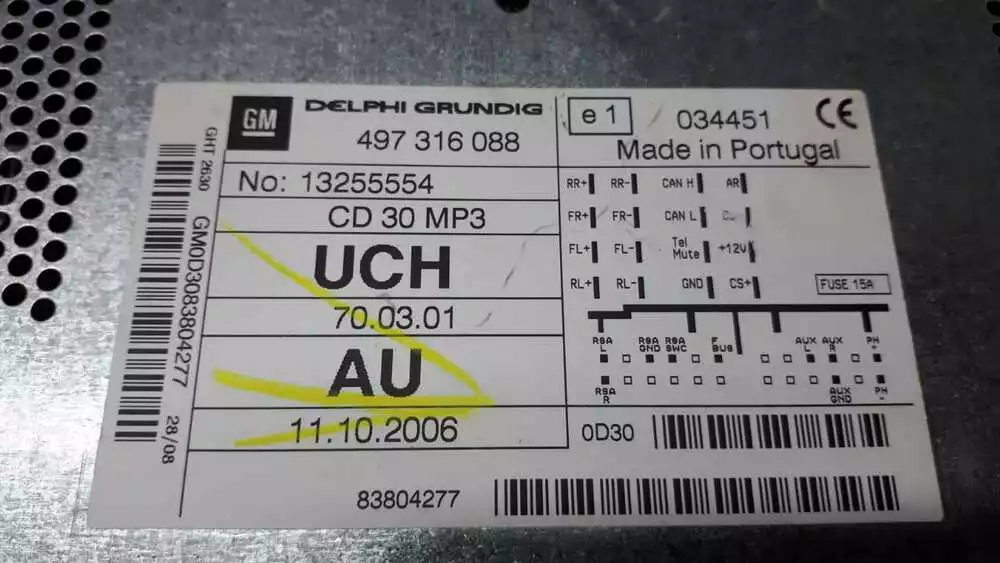 GM DELPHI GRUNDIG
497 316 088
e 1 034451 CE
Made in Portugal
No: 13255554
CD 30 MP3
UCH
70.03.01
AU
11.10.2006
RR+ RR- CAN H AR
FR+ FR- CAN L
FL+ FL- Tel Mute +12V
RL+ RL- GND CS+
FUSE 15A
RSA L RSA GND RSA SWC F BUS AUX L AUX R PH +
RSA R AUX GND PH -
0D30
83804277
GHT 2630
GM0D3083804277
28/08